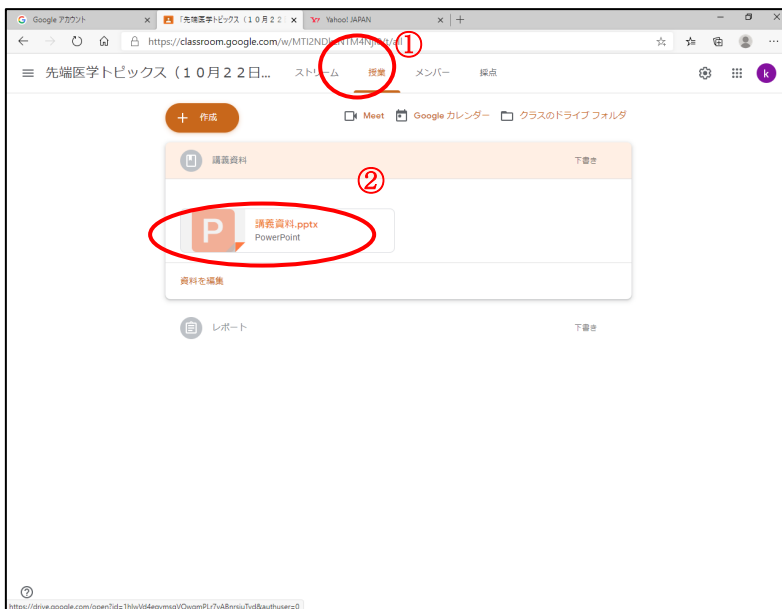 Google アカウント
「先端医学トピックス（１０月２２
Yahoo! JAPAN
①
先端医学トピックス（１０月２２日...
ストリーム 授業 メンバー 採点
k
作成
Meet Google カレンダー クラスのドライブ フォルダ
講義資料 下書き
②
P
講義資料.pptx
PowerPoint
資料を編集
レポート 下書き